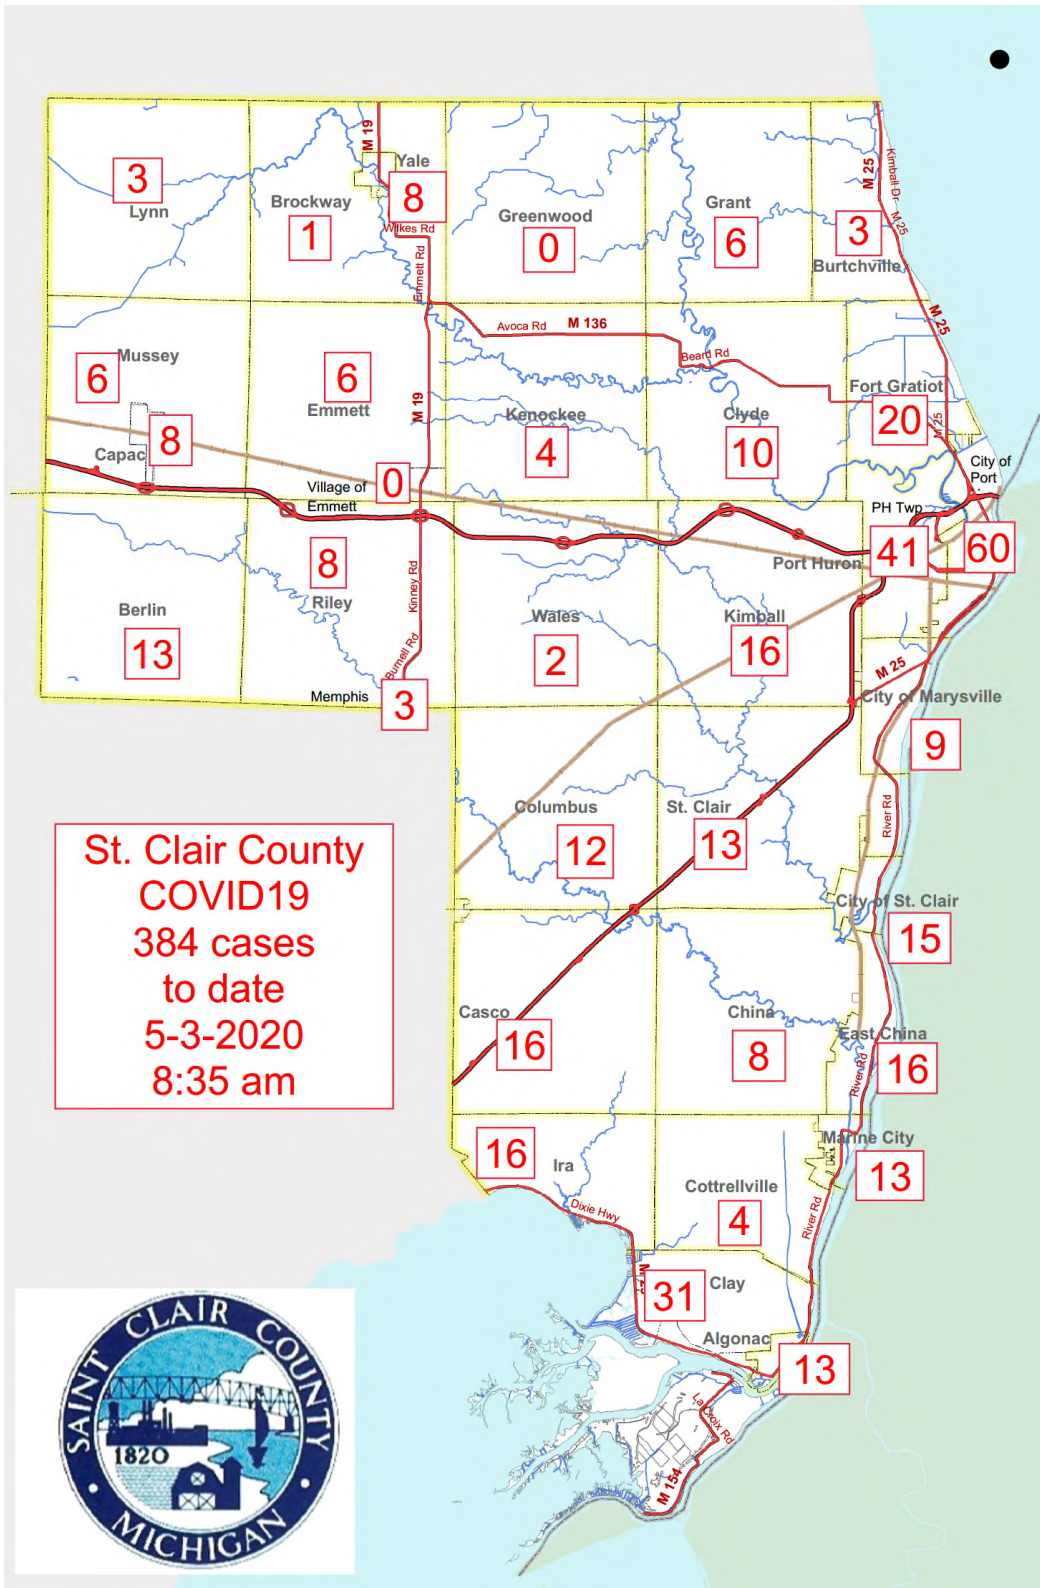 M 19
Yale
8
3
Lynn
Brockway
1
Wilkes Rd
Emmett Rd
Greenwood
0
Grant
6
M 25
Kimball Dr
M 25
3
Burtchville
Avoca Rd
M 136
Beard Rd
M 25
Mussey
6
6
Emmett
M 19
Kenockee
4
Clyde
10
Fort Gratiot
20
M 25
8
Capac
Village of
Emmett
0
City of
Port
PH Twp
41
60
Port Huron
8
Riley
Kinney Rd
Berlin
13
Wales
2
Kimball
16
Burnell Rd
Memphis
3
M 25
City of Marysville
9
River Rd
Columbus
12
St. Clair
13
St. Clair County
COVID19
384 cases
to date
5-3-2020
8:35 am
City of St. Clair
15
Casco
16
China
8
East China
16
River Rd
16
Ira
Marine City
13
Cottrellville
4
Dixie Hwy
River Rd
31
Clay
Algonac
13
La Croix Rd
M 154
SAINT CLAIR COUNTY
1820
MICHIGAN